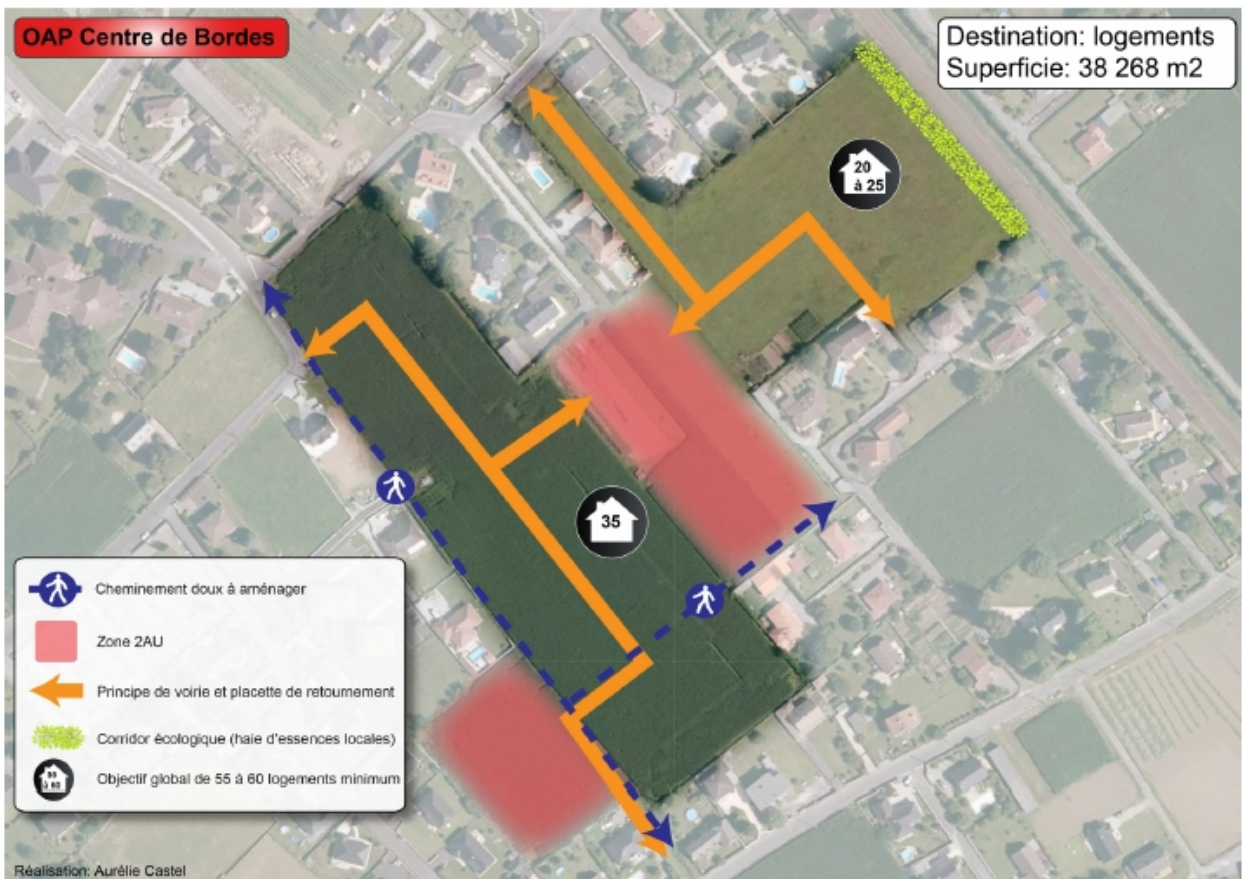 OAP Centre de Bordes
Destination: logements
Superficie: 38 268 m2
20
à 25
35
Cheminement doux à aménager
Zone 2AU
Principe de voirie et placette de retournement
Corridor écologique (haie d'essences locales)
55
à 60
Objectif global de 55 à 60 logements minimum
Réalisation: Aurélie Castel